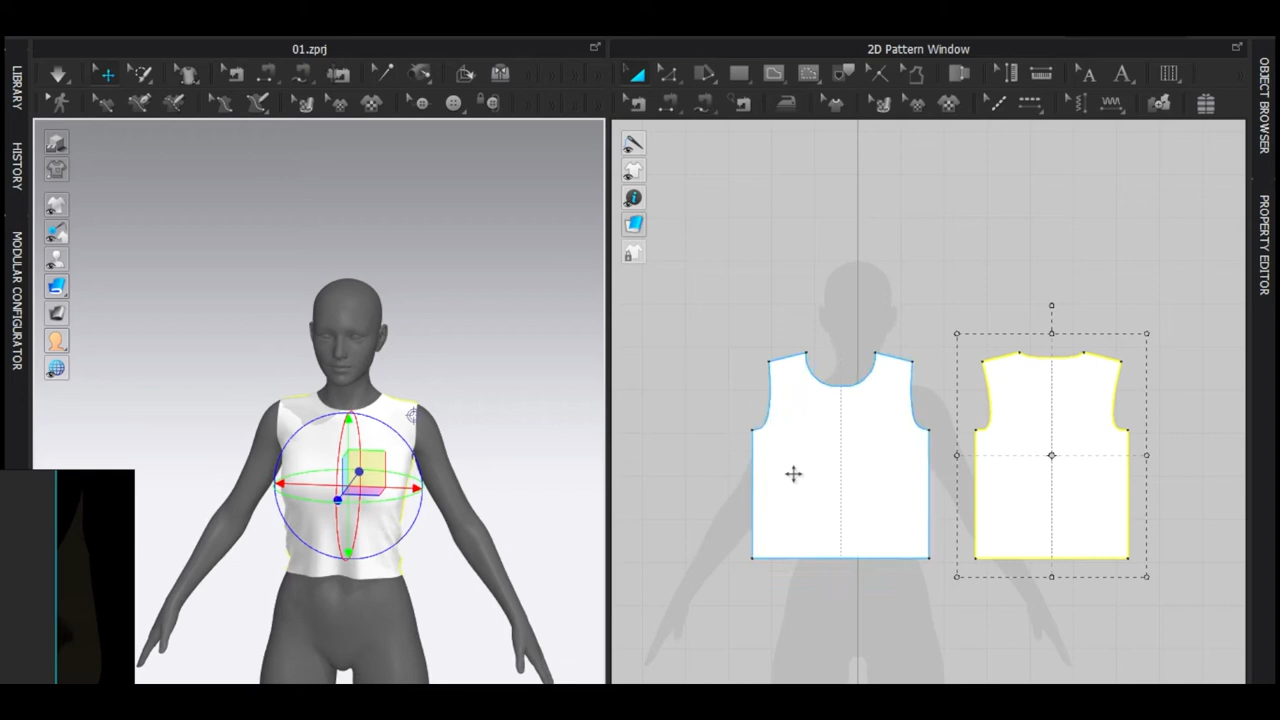 01.zprj
2D Pattern Window
LIBRARY
HISTORY
MODULAR CONFIGURATOR
OBJECT BROWSER
PROPERTY EDITOR